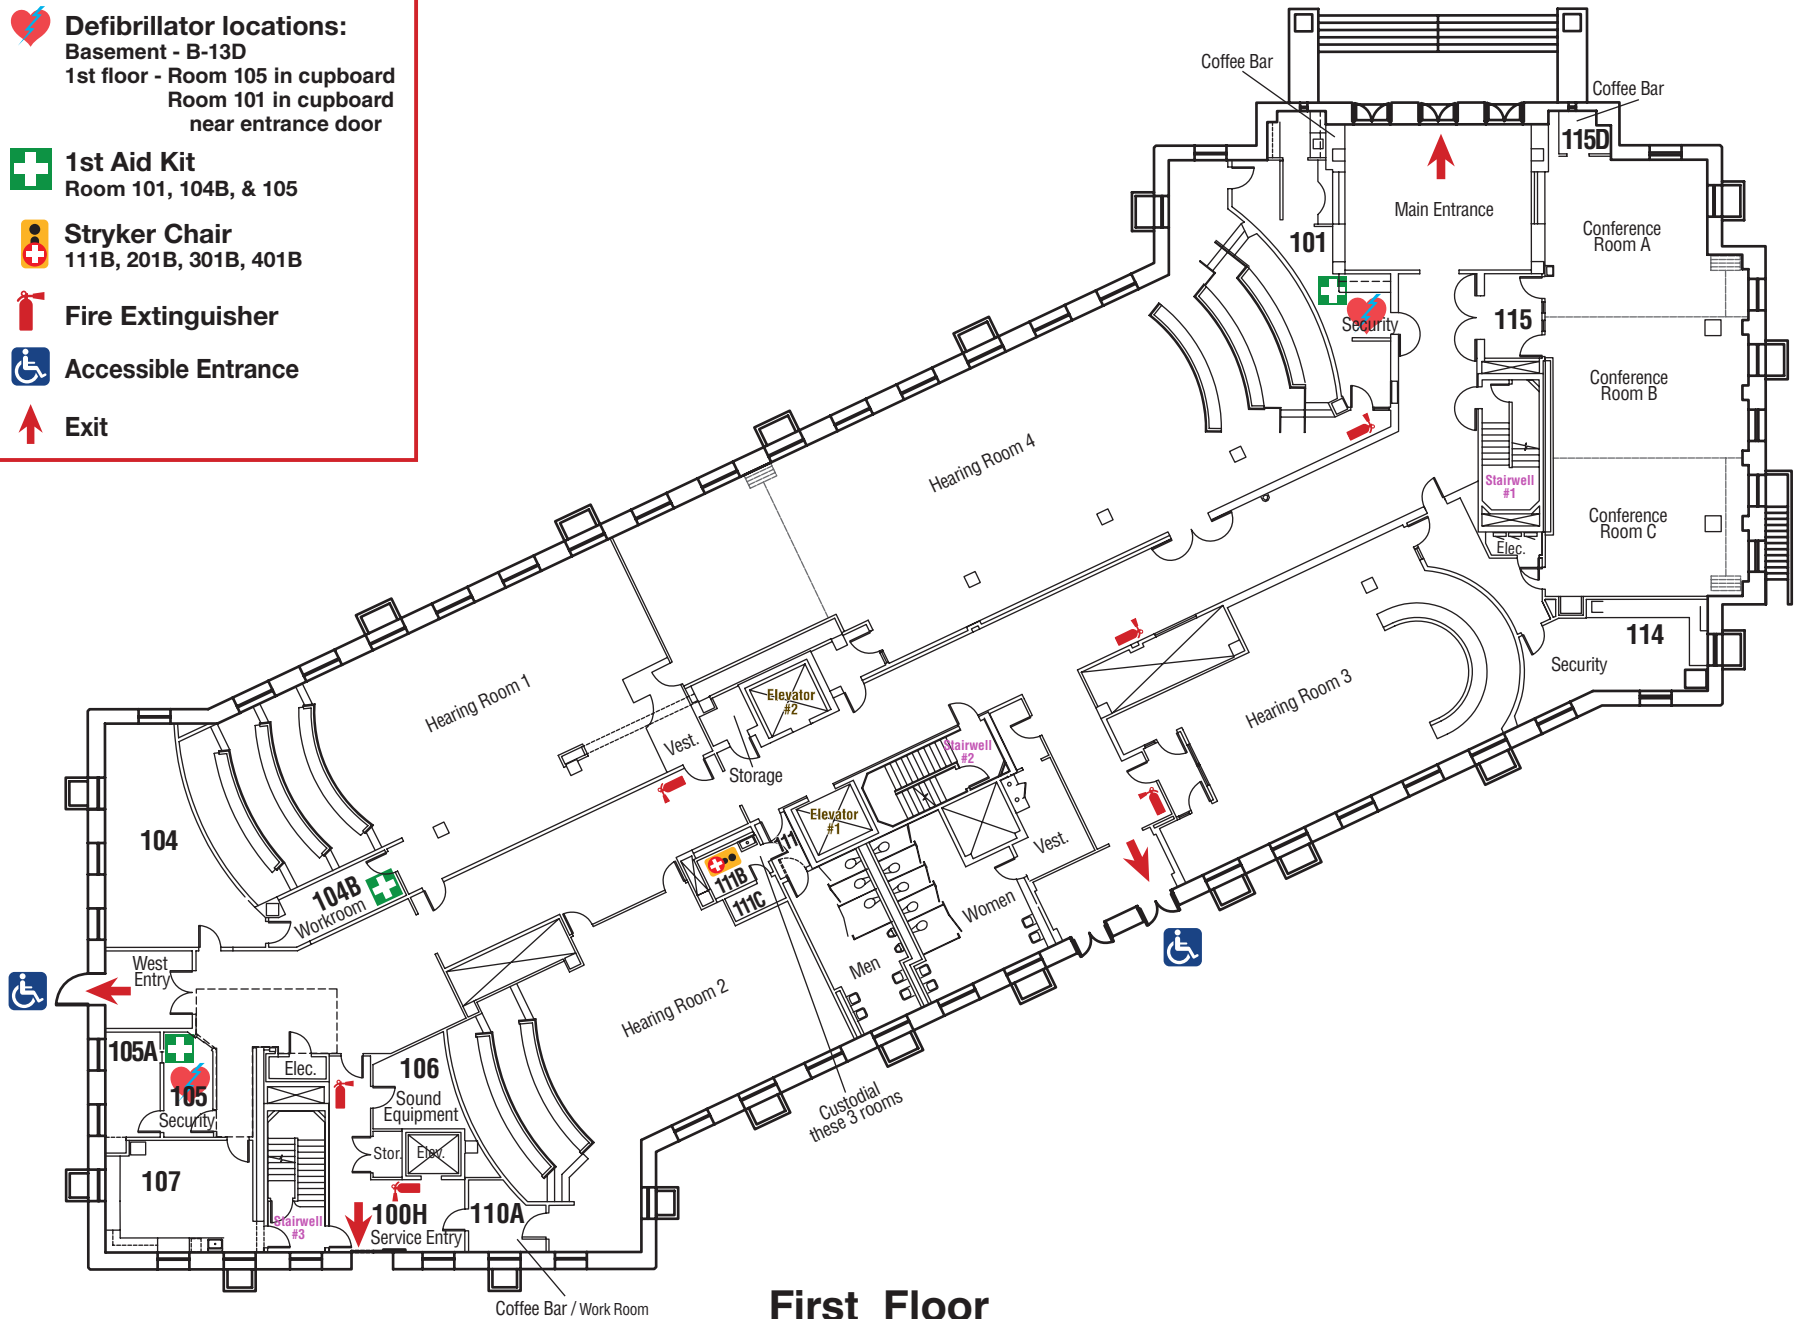 Defibrillator locations:
Basement - B-13D
1st floor - Room 105 in cupboard
Room 101 in cupboard
near entrance door
1st Aid Kit
Room 101, 104B, & 105
Stryker Chair
111B, 201B, 301B, 401B
Fire Extinguisher
Accessible Entrance
Exit
Coffee Bar
Coffee Bar
115D
Main Entrance
101
Conference
Room A
Security
115
Conference
Room B
Hearing Room 4
Stairwell
#1
Conference
Room C
Elec.
114
Security
Hearing Room 3
Hearing Room 1
Elevator
#2
Vest.
Storage
Stairwell
#2
Elevator
#1
Vest.
104
111B
111C
11
104B
Workroom
Women
Men
West
Entry
Hearing Room 2
105A
105
Security
Elec.
106
Sound
Equipment
Custodial
these 3 rooms
Stor.
Elev.
107
100H
Service Entry
110A
Stairwell
#3
Coffee Bar / Work Room
First Floor